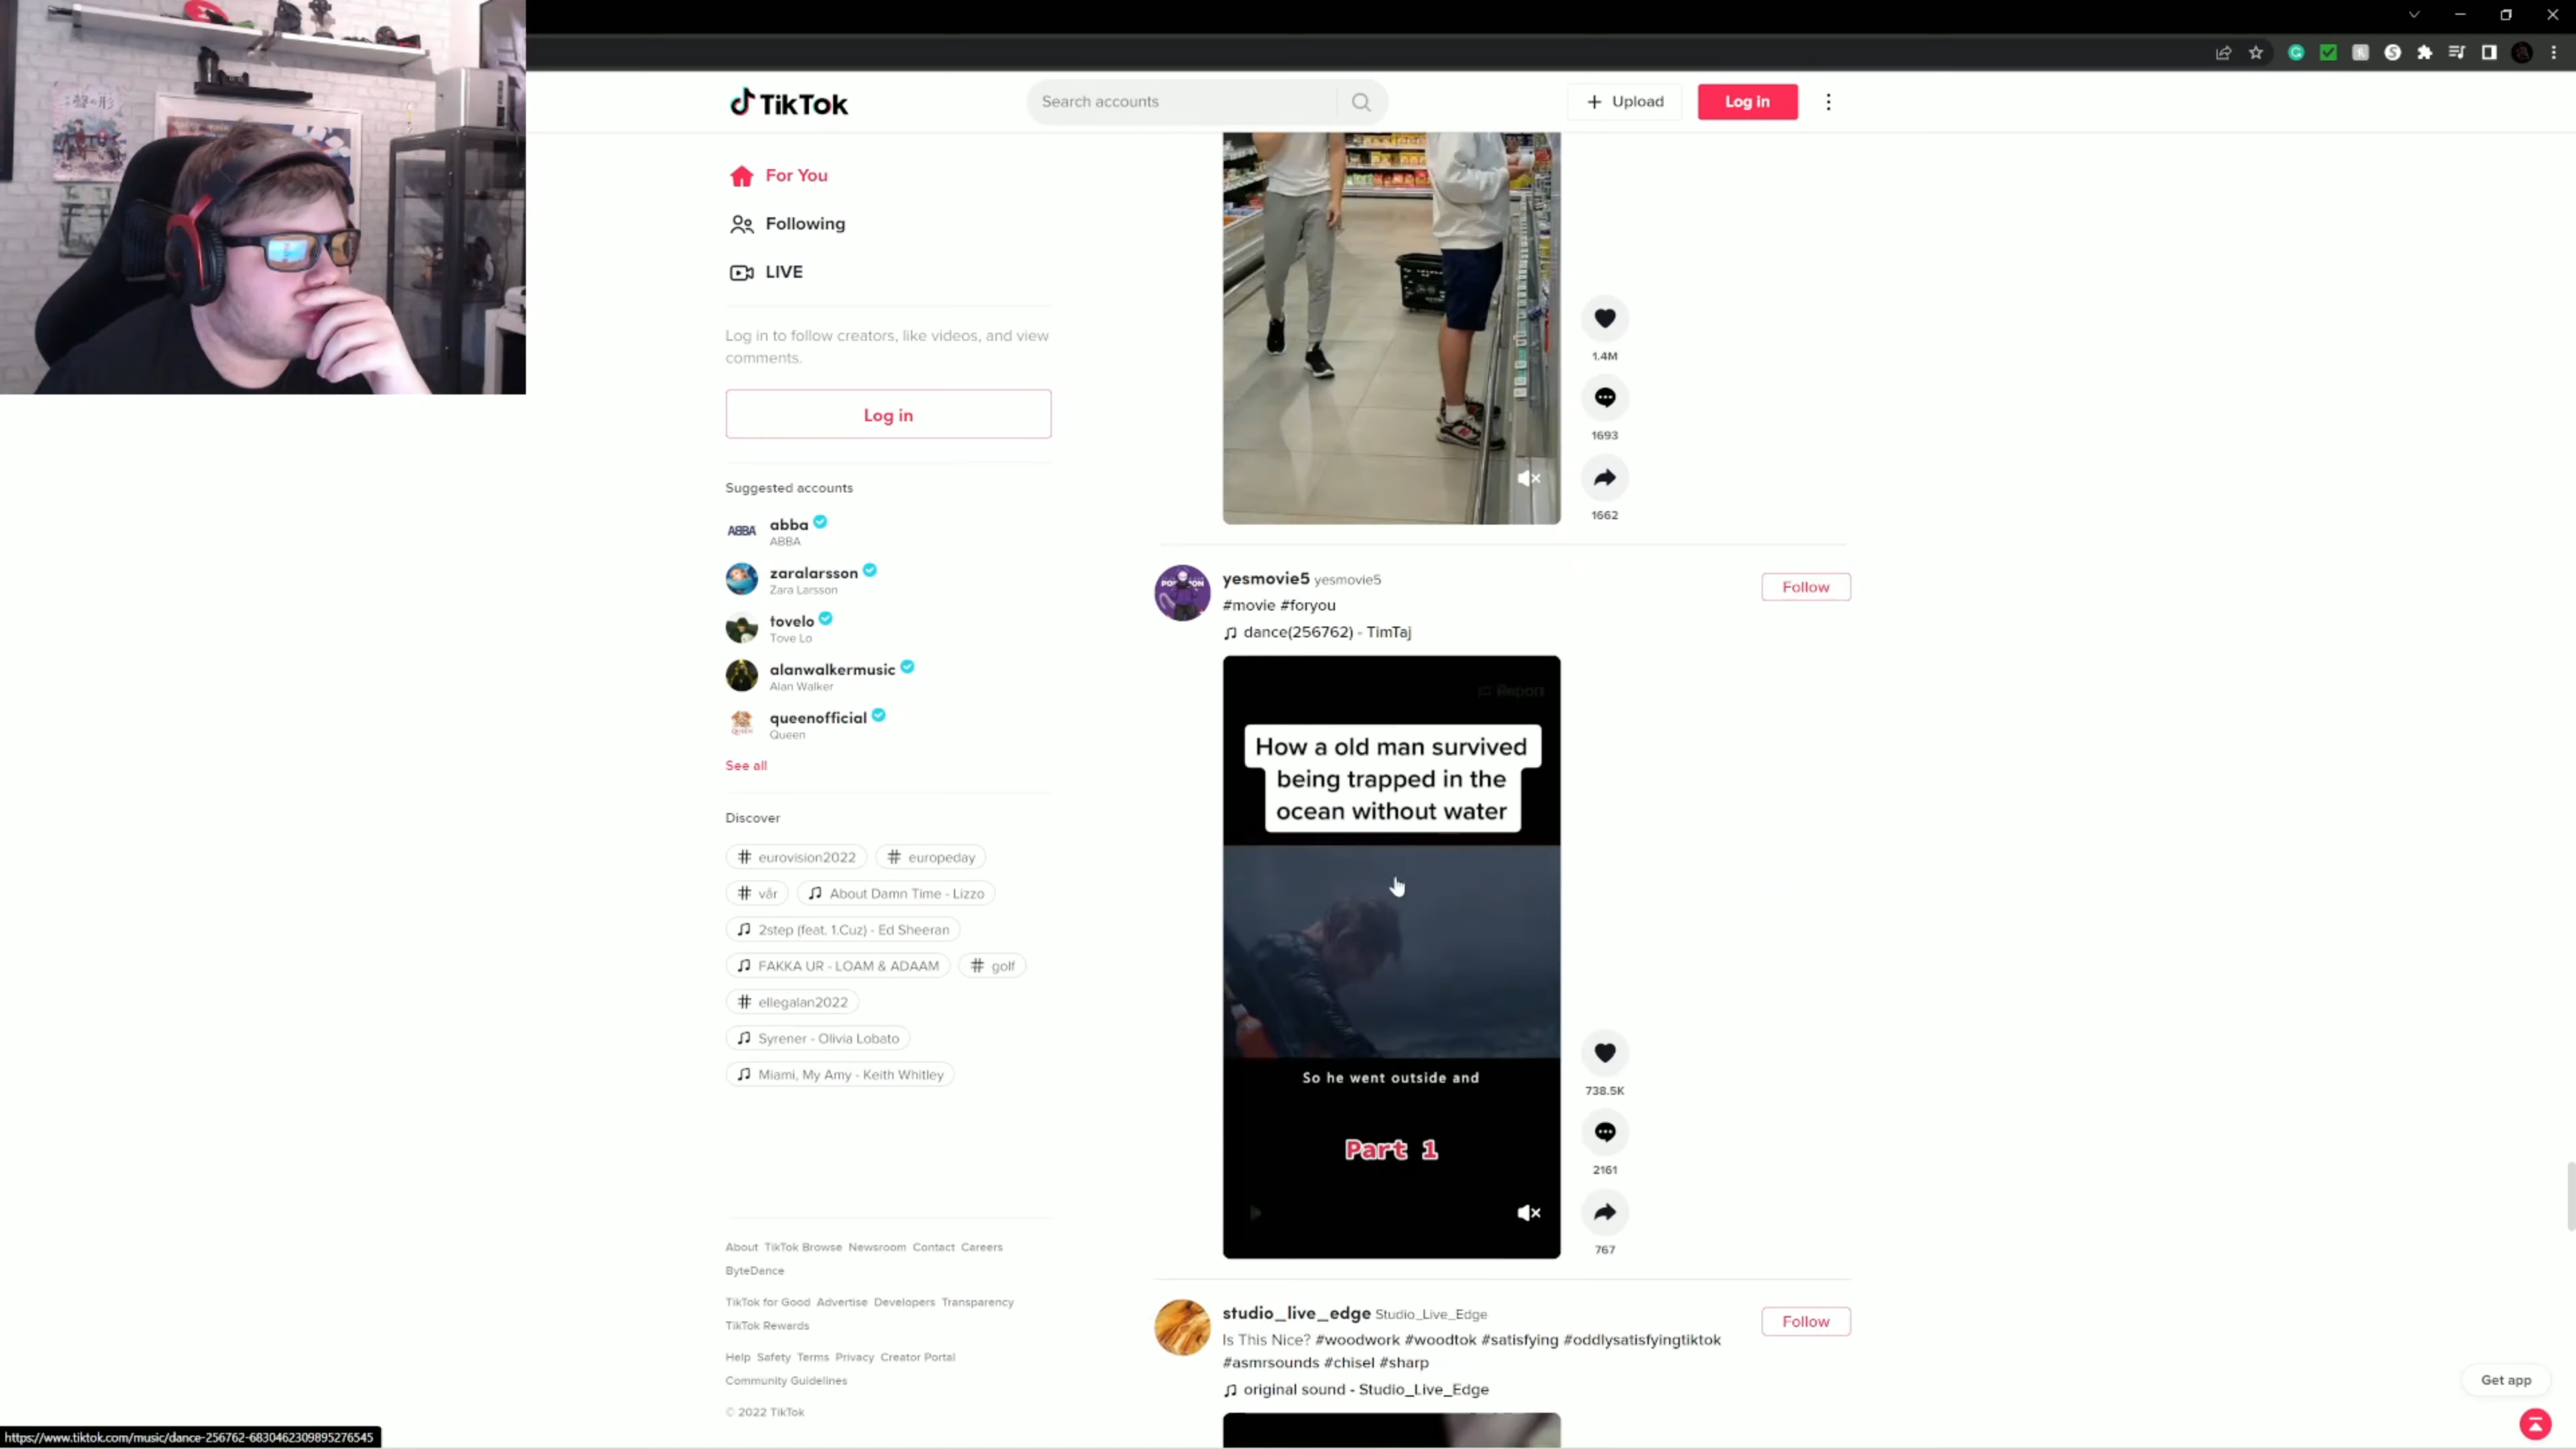 TikTok
Search accounts
Upload
Log in
For You
Following
LIVE
Log in to follow creators, like videos, and view
comments.
Log in
Suggested accounts
abba
ABBA
zaralarsson
Zara Larsson
tovelo
Tove Lo
alanwalkermusic
Alan Walker
queenofficial
Queen
See all
Discover
# eurovision2022
# europeday
# vår
About Damn Time - Lizzo
2step (feat. 1.Cuz) - Ed Sheeran
FAKKA UR - LOAM & ADAAM
# golf
# ellegalan2022
Syrener - Olivia Lobato
Miami, My Amy - Keith Whitley
About TikTok Browse Newsroom Contact Careers
ByteDance
TikTok for Good Advertise Developers Transparency
TikTok Rewards
Help Safety Terms Privacy Creator Portal
Community Guidelines
© 2022 TikTok
https://www.tiktok.com/music/dance-256762-6830462309895276545
1.4M
1693
1662
yesmovie5 yesmovie5
Follow
#movie #foryou
dance(256762) - TimTaj
Report
How a old man survived
being trapped in the
ocean without water
So he went outside and
Part 1
738.5K
2161
767
studio_live_edge Studio_Live_Edge
Follow
Is This Nice? #woodwork #woodtok #satisfying #oddlysatisfyingtiktok
#asmrsounds #chisel #sharp
original sound - Studio_Live_Edge
Get app